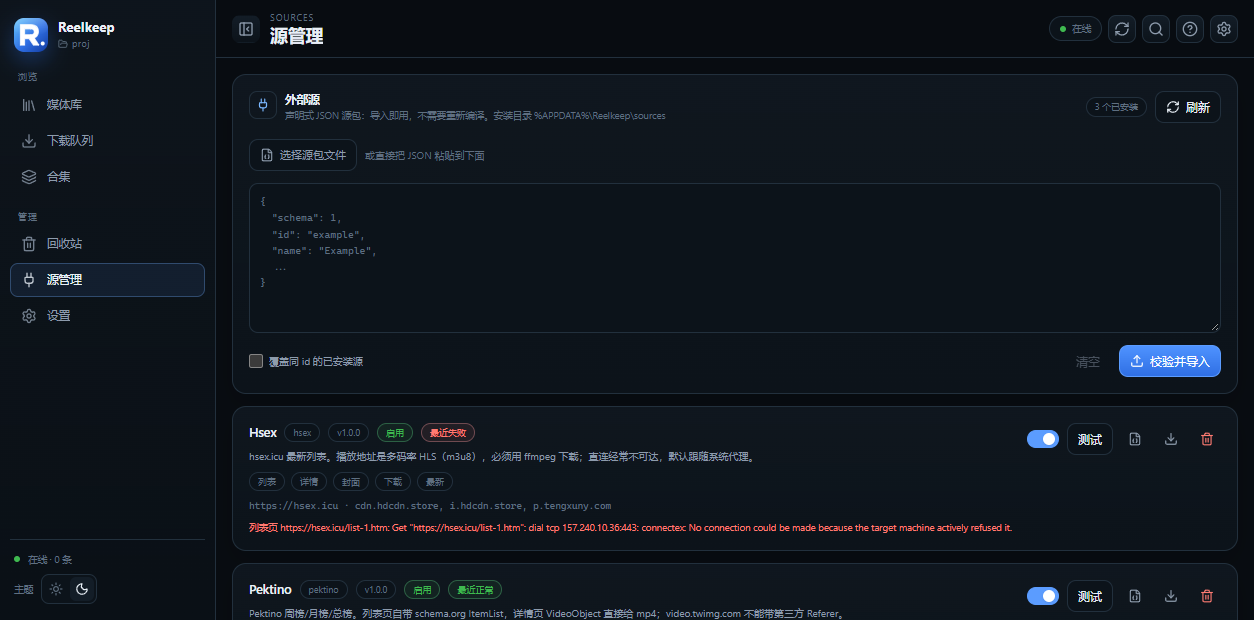 Reelkeep
proj
浏览
媒体库
下载队列
合集
管理
回收站
源管理
设置
在线 · 0 条
主题
SOURCES
源管理
在线
外部源
声明式 JSON 源包：导入即用，不需要重新编译。安装目录 %APPDATA%\Reelkeep\sources
3 个已安装
刷新
选择源包文件
或直接把 JSON 粘贴到下面
{
"schema": 1,
"id": "example",
"name": "Example",
...
}
覆盖同 id 的已安装源
清空
校验并导入
Hsex
hsex
v1.0.0
启用
最近失败
测试
hsex.icu 最新列表。播放地址是多码率 HLS（m3u8），必须用 ffmpeg 下载；直连经常不可达，默认跟随系统代理。
列表
详情
封面
下载
最新
https://hsex.icu · cdn.hdcdn.store, i.hdcdn.store, p.tengxuny.com
列表页 https://hsex.icu/list-1.htm: Get "https://hsex.icu/list-1.htm": dial tcp 157.240.10.36:443: connectex: No connection could be made because the target machine actively refused it.
Pektino
pektino
v1.0.0
启用
最近正常
测试
Pektino 周榜/月榜/总榜。列表页自带 schema.org ItemList，详情页 VideoObject 直接给 mp4；video.twimg.com 不能带第三方 Referer。